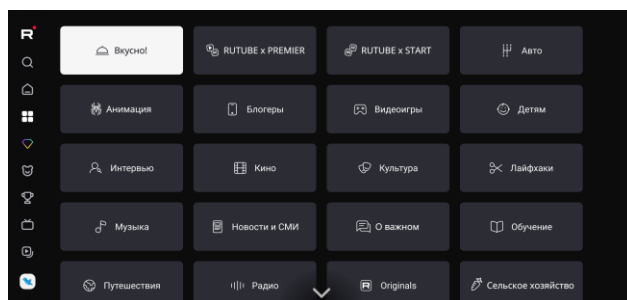 R
Вкусно!
RUTUBE x PREMIER
RUTUBE x START
Авто
Анимация
Блогеры
Видеоигры
Детям
Интервью
Кино
Культура
Лайфхаки
Музыка
Новости и СМИ
О важном
Обучение
Путешествия
Радио
R Originals
Сельское хозяйство